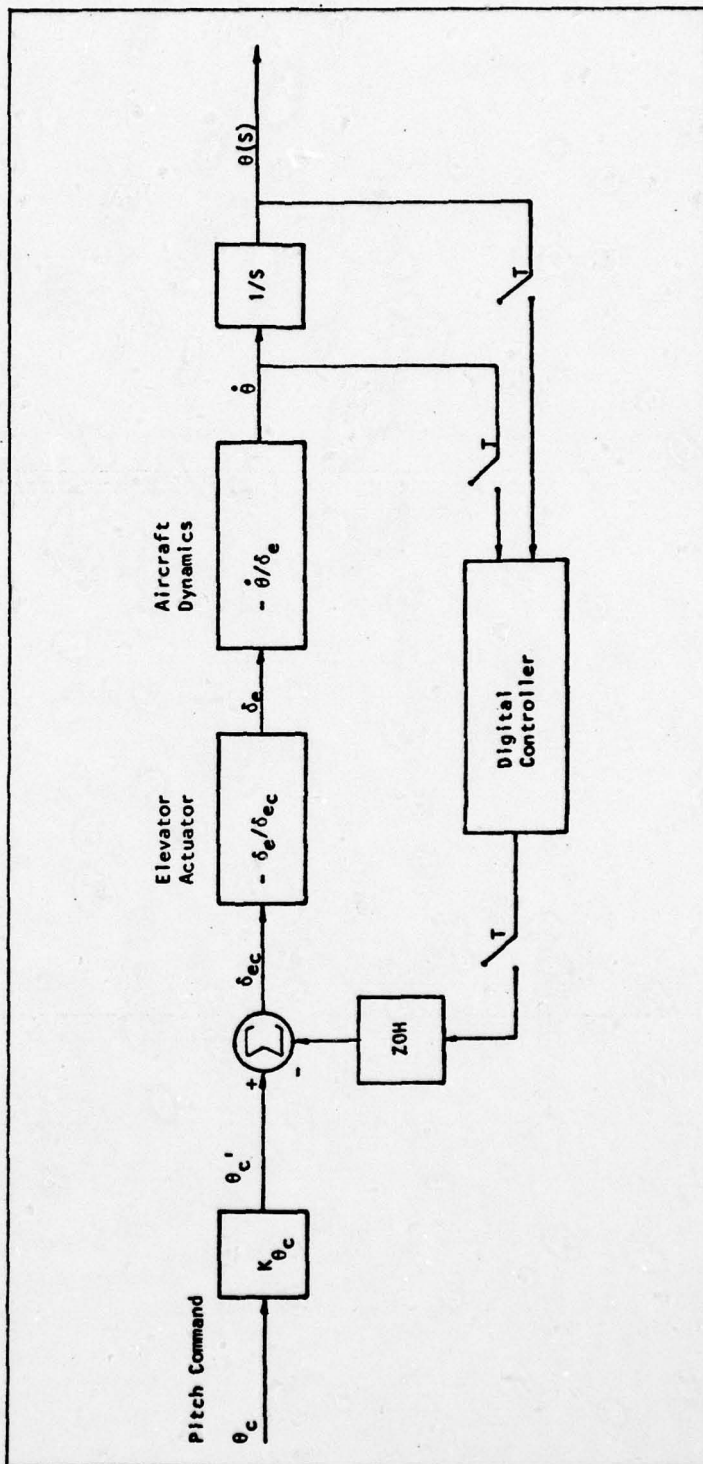 Pitch Command
θc
Kθc
θc'
+
-
Σ
δec
Elevator
Actuator
- δe/δec
δe
Aircraft
Dynamics
- θ̇/δe
θ̇
1/S
θ(S)
T
T
Digital
Controller
T
ZOH